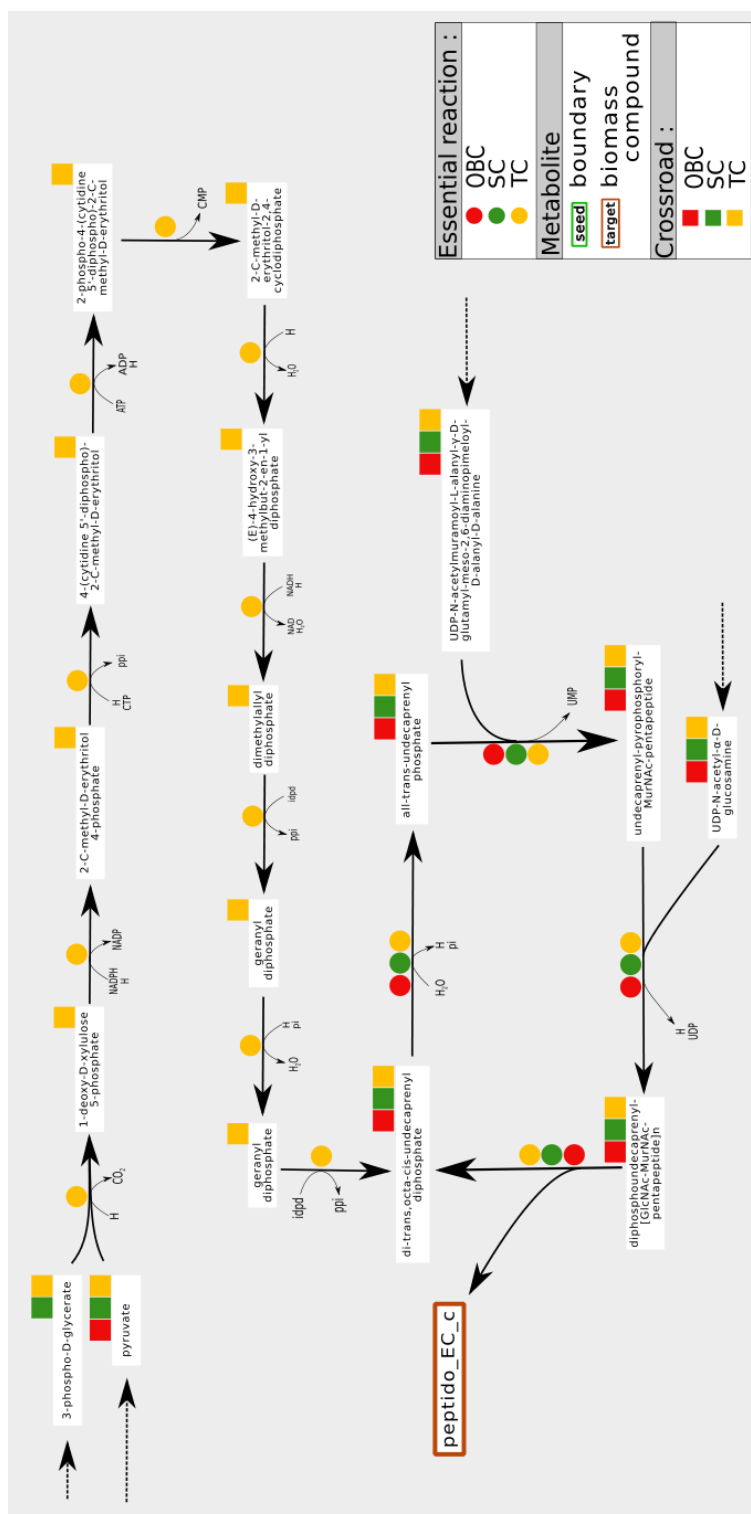 3-phospho-D-glycerate
pyruvate
H
CO2
1-deoxy-D-xylulose
5-phosphate
NADPH
H
NADP
2-C-methyl-D-erythritol
4-phosphate
H
CTP
ppi
4-(cytidine 5'-diphospho)-
2-C-methyl-D-erythritol
ATP
ADP
H
2-phospho-4-(cytidine
5'-diphospho)-2-C-
methyl-D-erythritol
CMP
2-C-methyl-D-
erythritol-2,4-
cyclodiphosphate
H
H2O
(E)-4-hydroxy-3-
methylbut-2-en-1-yl
diphosphate
NADH
H
NAD
H2O
dimethylallyl
diphosphate
idpd
ppi
geranyl
diphosphate
H
pi
H2O
geranyl
diphosphate
idpd
ppi
di-trans,octa-cis-undecaprenyl
diphosphate
H2O
H
pi
all-trans-undecaprenyl
phosphate
UDP-N-acetylmuramoyl-L-alanyl-γ-D-
glutamyl-meso-2,6-diaminopimeloyl-
D-alanyl-D-alanine
UMP
undecaprenyl-pyrophosphoryl-
MurNAc-pentapeptide
UDP-N-acetyl-α-D-
glucosamine
H
UDP
diphosphoundecaprenyl-
[GlcNAc-MurNAc-
pentapeptide]n
peptido_EC_c
Essential reaction :
OBC
SC
TC
Metabolite
seed boundary
target biomass
compound
Crossroad :
OBC
SC
TC